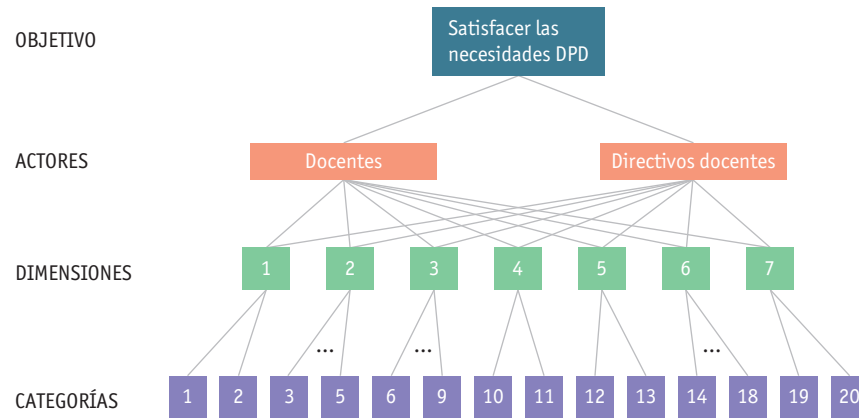 OBJETIVO
Satisfacer las
necesidades DPD
ACTORES
Docentes
Directivos docentes
DIMENSIONES
1 2 3 4 5 6 7
... ... ...
CATEGORÍAS
1 2 3 5 6 9 10 11 12 13 14 18 19 20